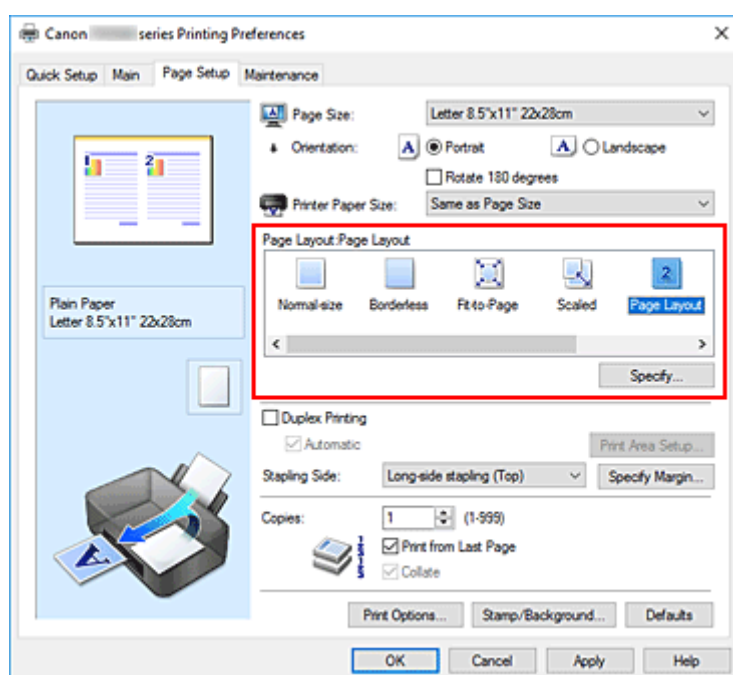 Canon series Printing Preferences
Quick Setup Main Page Setup Maintenance
1 2
Plain Paper
Letter 8.5"x11" 22x28cm
Page Size: Letter 8.5"x11" 22x28cm
Orientation: A Portrait A Landscape
Rotate 180 degrees
Printer Paper Size: Same as Page Size
Page Layout:Page Layout
2
Normal-size Borderless Fit-to-Page Scaled Page Layout
Specify...
Duplex Printing
Automatic Print Area Setup...
Stapling Side: Long-side stapling (Top) Specify Margin...
Copies: 1 (1-999)
Print from Last Page
Collate
A
Print Options... Stamp/Background... Defaults
OK Cancel Apply Help